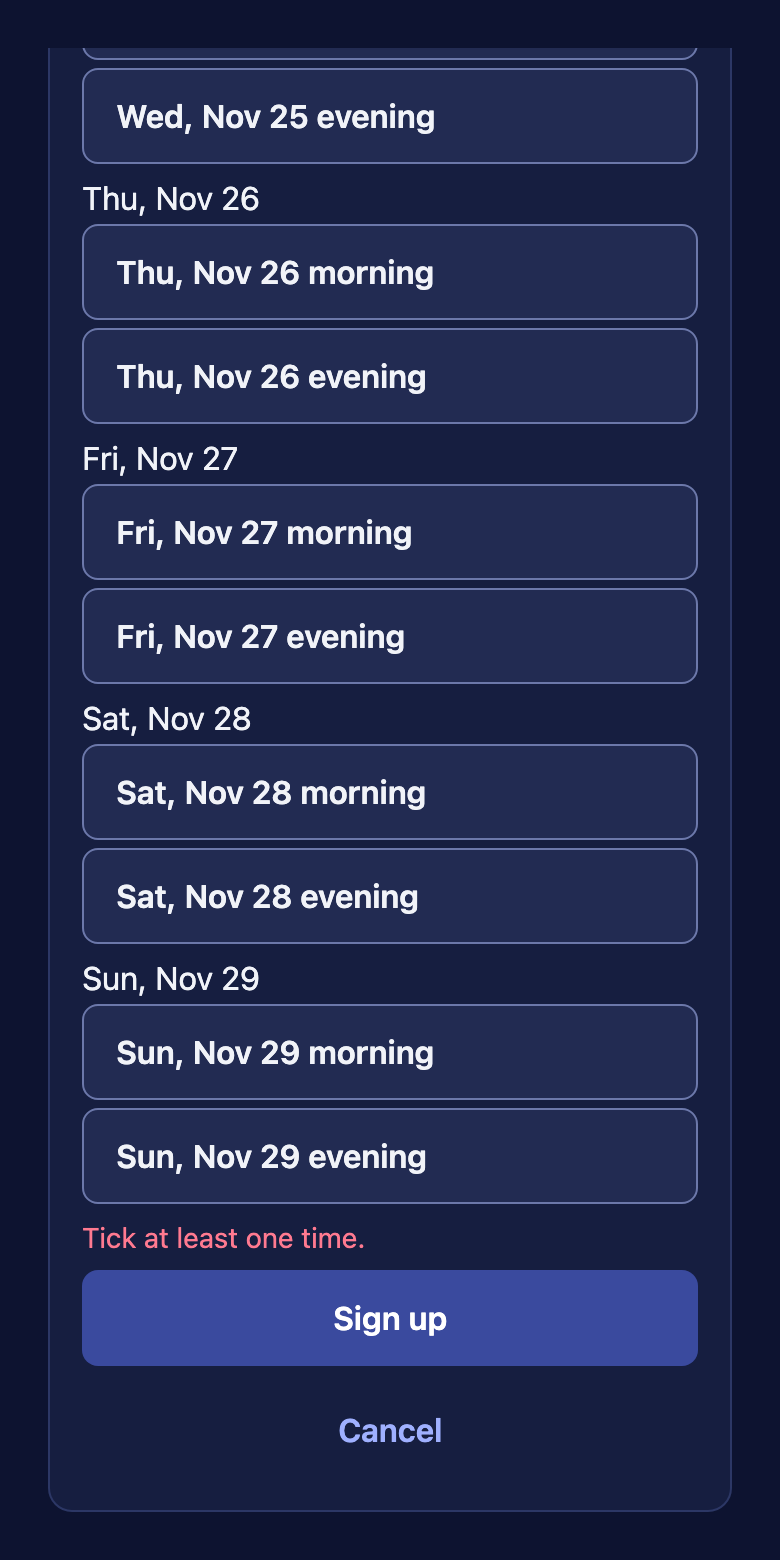 Wed, Nov 25 evening
Thu, Nov 26
Thu, Nov 26 morning
Thu, Nov 26 evening
Fri, Nov 27
Fri, Nov 27 morning
Fri, Nov 27 evening
Sat, Nov 28
Sat, Nov 28 morning
Sat, Nov 28 evening
Sun, Nov 29
Sun, Nov 29 morning
Sun, Nov 29 evening
Tick at least one time.
Sign up
Cancel